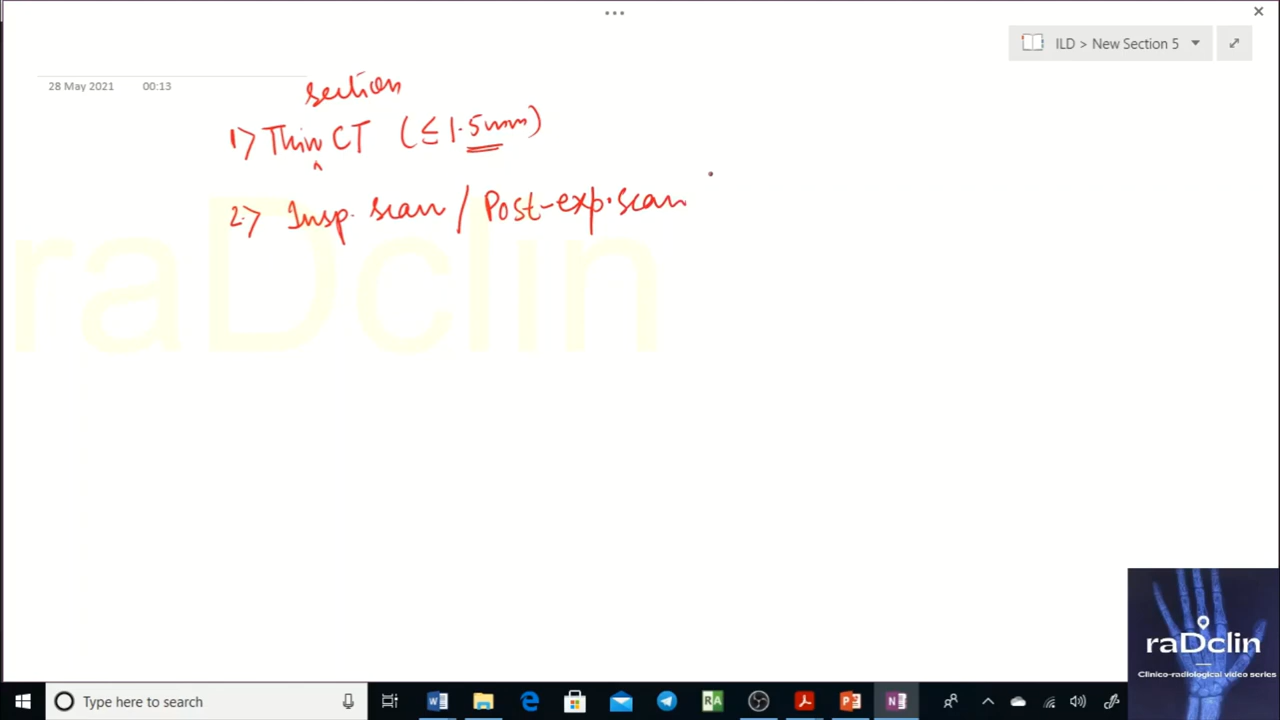 ILD > New Section 5
28 May 2021 00:13
section
1> Thin CT (≤ 1.5mm)
^
2.> Insp. scan / Post-exp. scan
raDclin
raDclin
Clinico-radiological video series
Type here to search